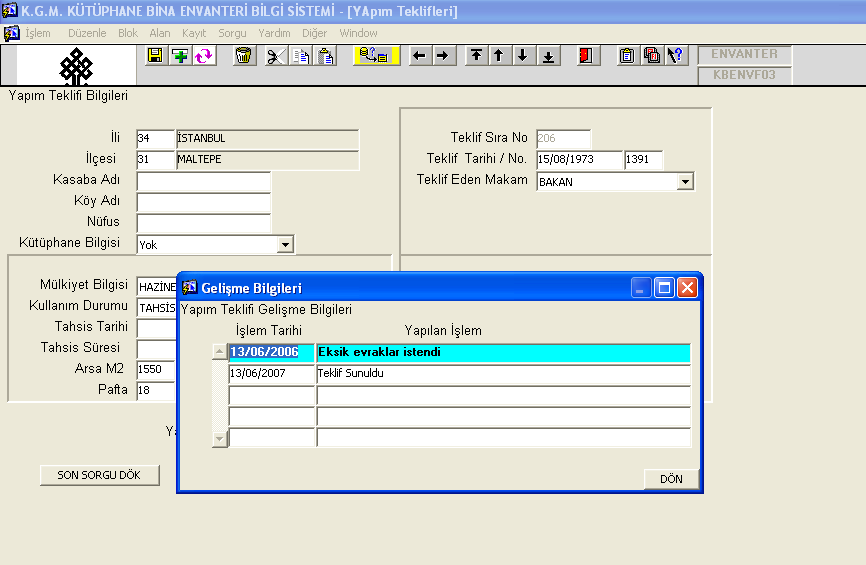 K.G.M. KÜTÜPHANE BİNA ENVANTERİ BİLGİ SİSTEMİ - [YApım Teklifleri]
İşlem Düzenle Blok Alan Kayıt Sorgu Yardım Diğer Window
ENVANTER
KBENVF03
Yapım Teklifi Bilgileri
İli 34 İSTANBUL
Teklif Sıra No 206
İlçesi 31 MALTEPE
Teklif Tarihi / No. 15/08/1973 1391
Kasaba Adı
Teklif Eden Makam BAKAN
Köy Adı
Nüfus
Kütüphane Bilgisi Yok
Mülkiyet Bilgisi HAZİNE
Kullanım Durumu TAHSİS
Tahsis Tarihi
Tahsis Süresi
Arsa M2 1550
Pafta 18
SON SORGU DÖK
Gelişme Bilgileri
Yapım Teklifi Gelişme Bilgileri
İşlem Tarihi Yapılan İşlem
13/06/2006 Eksik evraklar istendi
13/06/2007 Teklif Sunuldu
DÖN